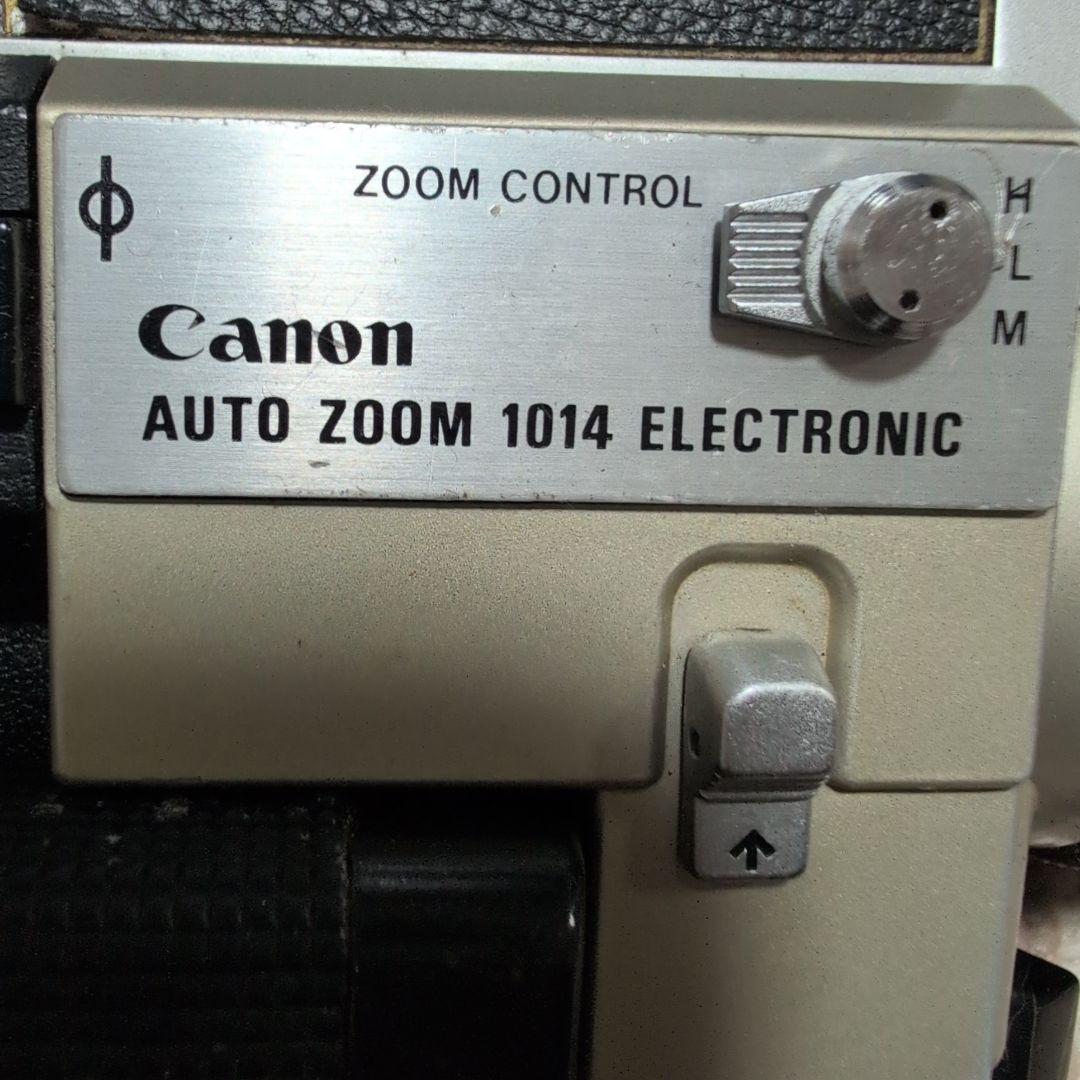 ZOOM CONTROL
H
L
M
Canon
AUTO ZOOM 1014 ELECTRONIC